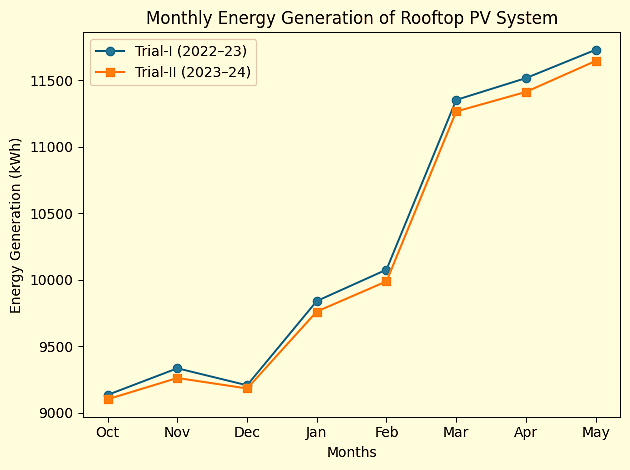 Monthly Energy Generation of Rooftop PV System
Trial-I (2022–23)
Trial-II (2023–24)
Energy Generation (kWh)
11500
11000
10500
10000
9500
9000
Oct Nov Dec Jan Feb Mar Apr May
Months